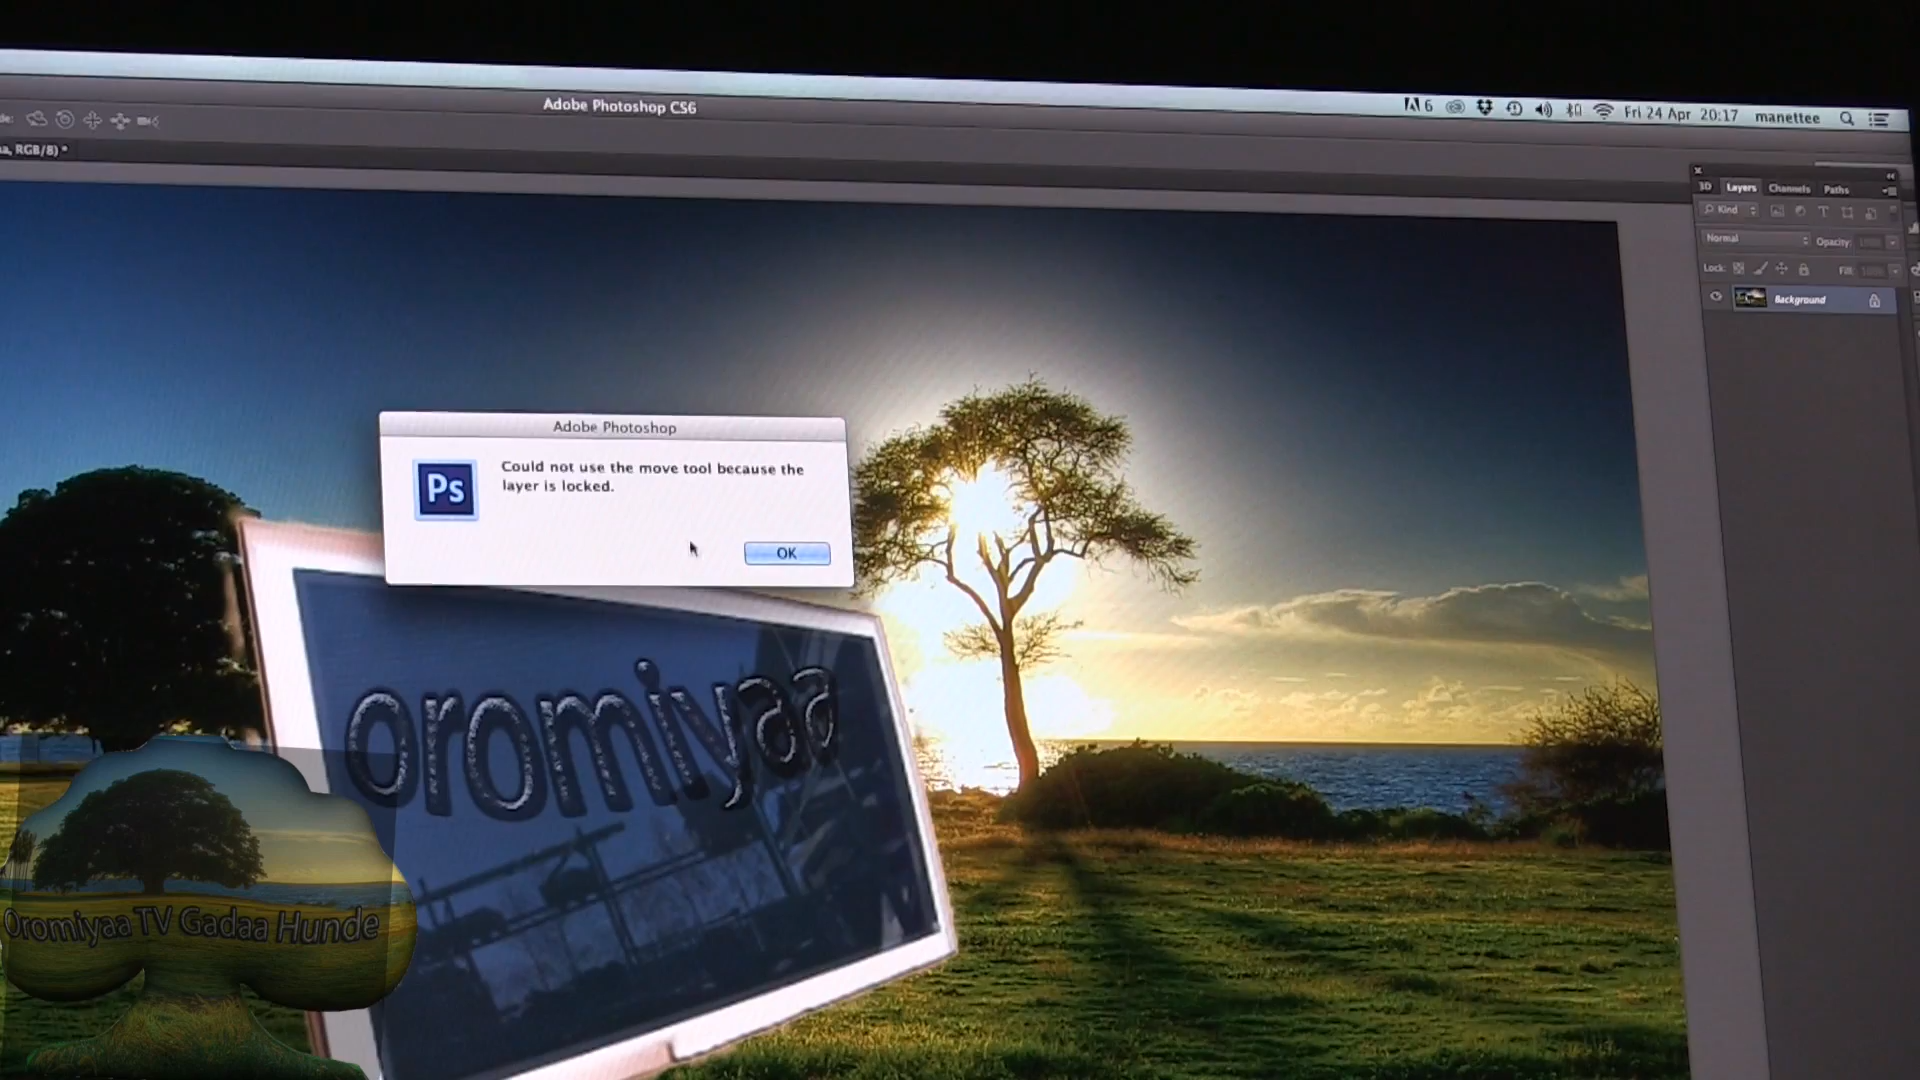 Adobe Photoshop CS6
6
Fri 24 Apr 20:17
manettee
a, RGB/8) *
3D Layers Channels Paths
Kind
Normal
Opacity:
Lock:
Fill:
Background
Adobe Photoshop
Could not use the move tool because the
layer is locked.
Ps
OK
oromiyaa
Oromiyaa TV Gadaa Hunde